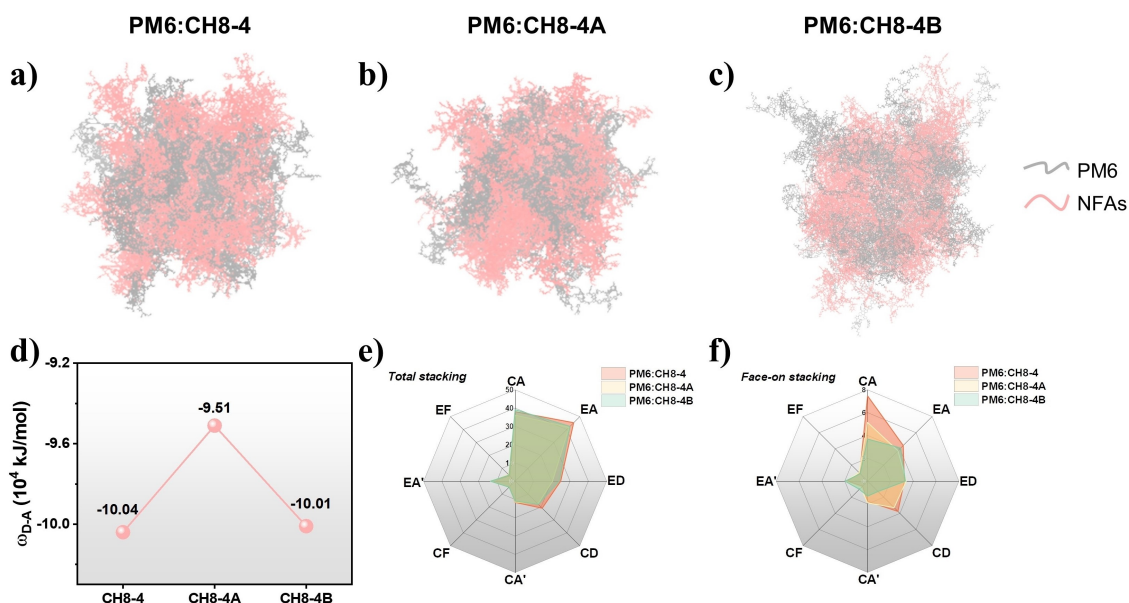 PM6:CH8-4
PM6:CH8-4A
PM6:CH8-4B
a)
b)
c)
PM6
NFAs
d)
-9.2
-9.6
-10.0
ω_D-A (10⁴ kJ/mol)
-10.04
-9.51
-10.01
CH8-4
CH8-4A
CH8-4B
e)
Total stacking
PM6:CH8-4
PM6:CH8-4A
PM6:CH8-4B
CA
EA
ED
CD
CA'
CF
EA'
EF
50
40
30
20
f)
Face-on stacking
PM6:CH8-4
PM6:CH8-4A
PM6:CH8-4B
CA
EA
ED
CD
CA'
CF
EA'
EF
8
4